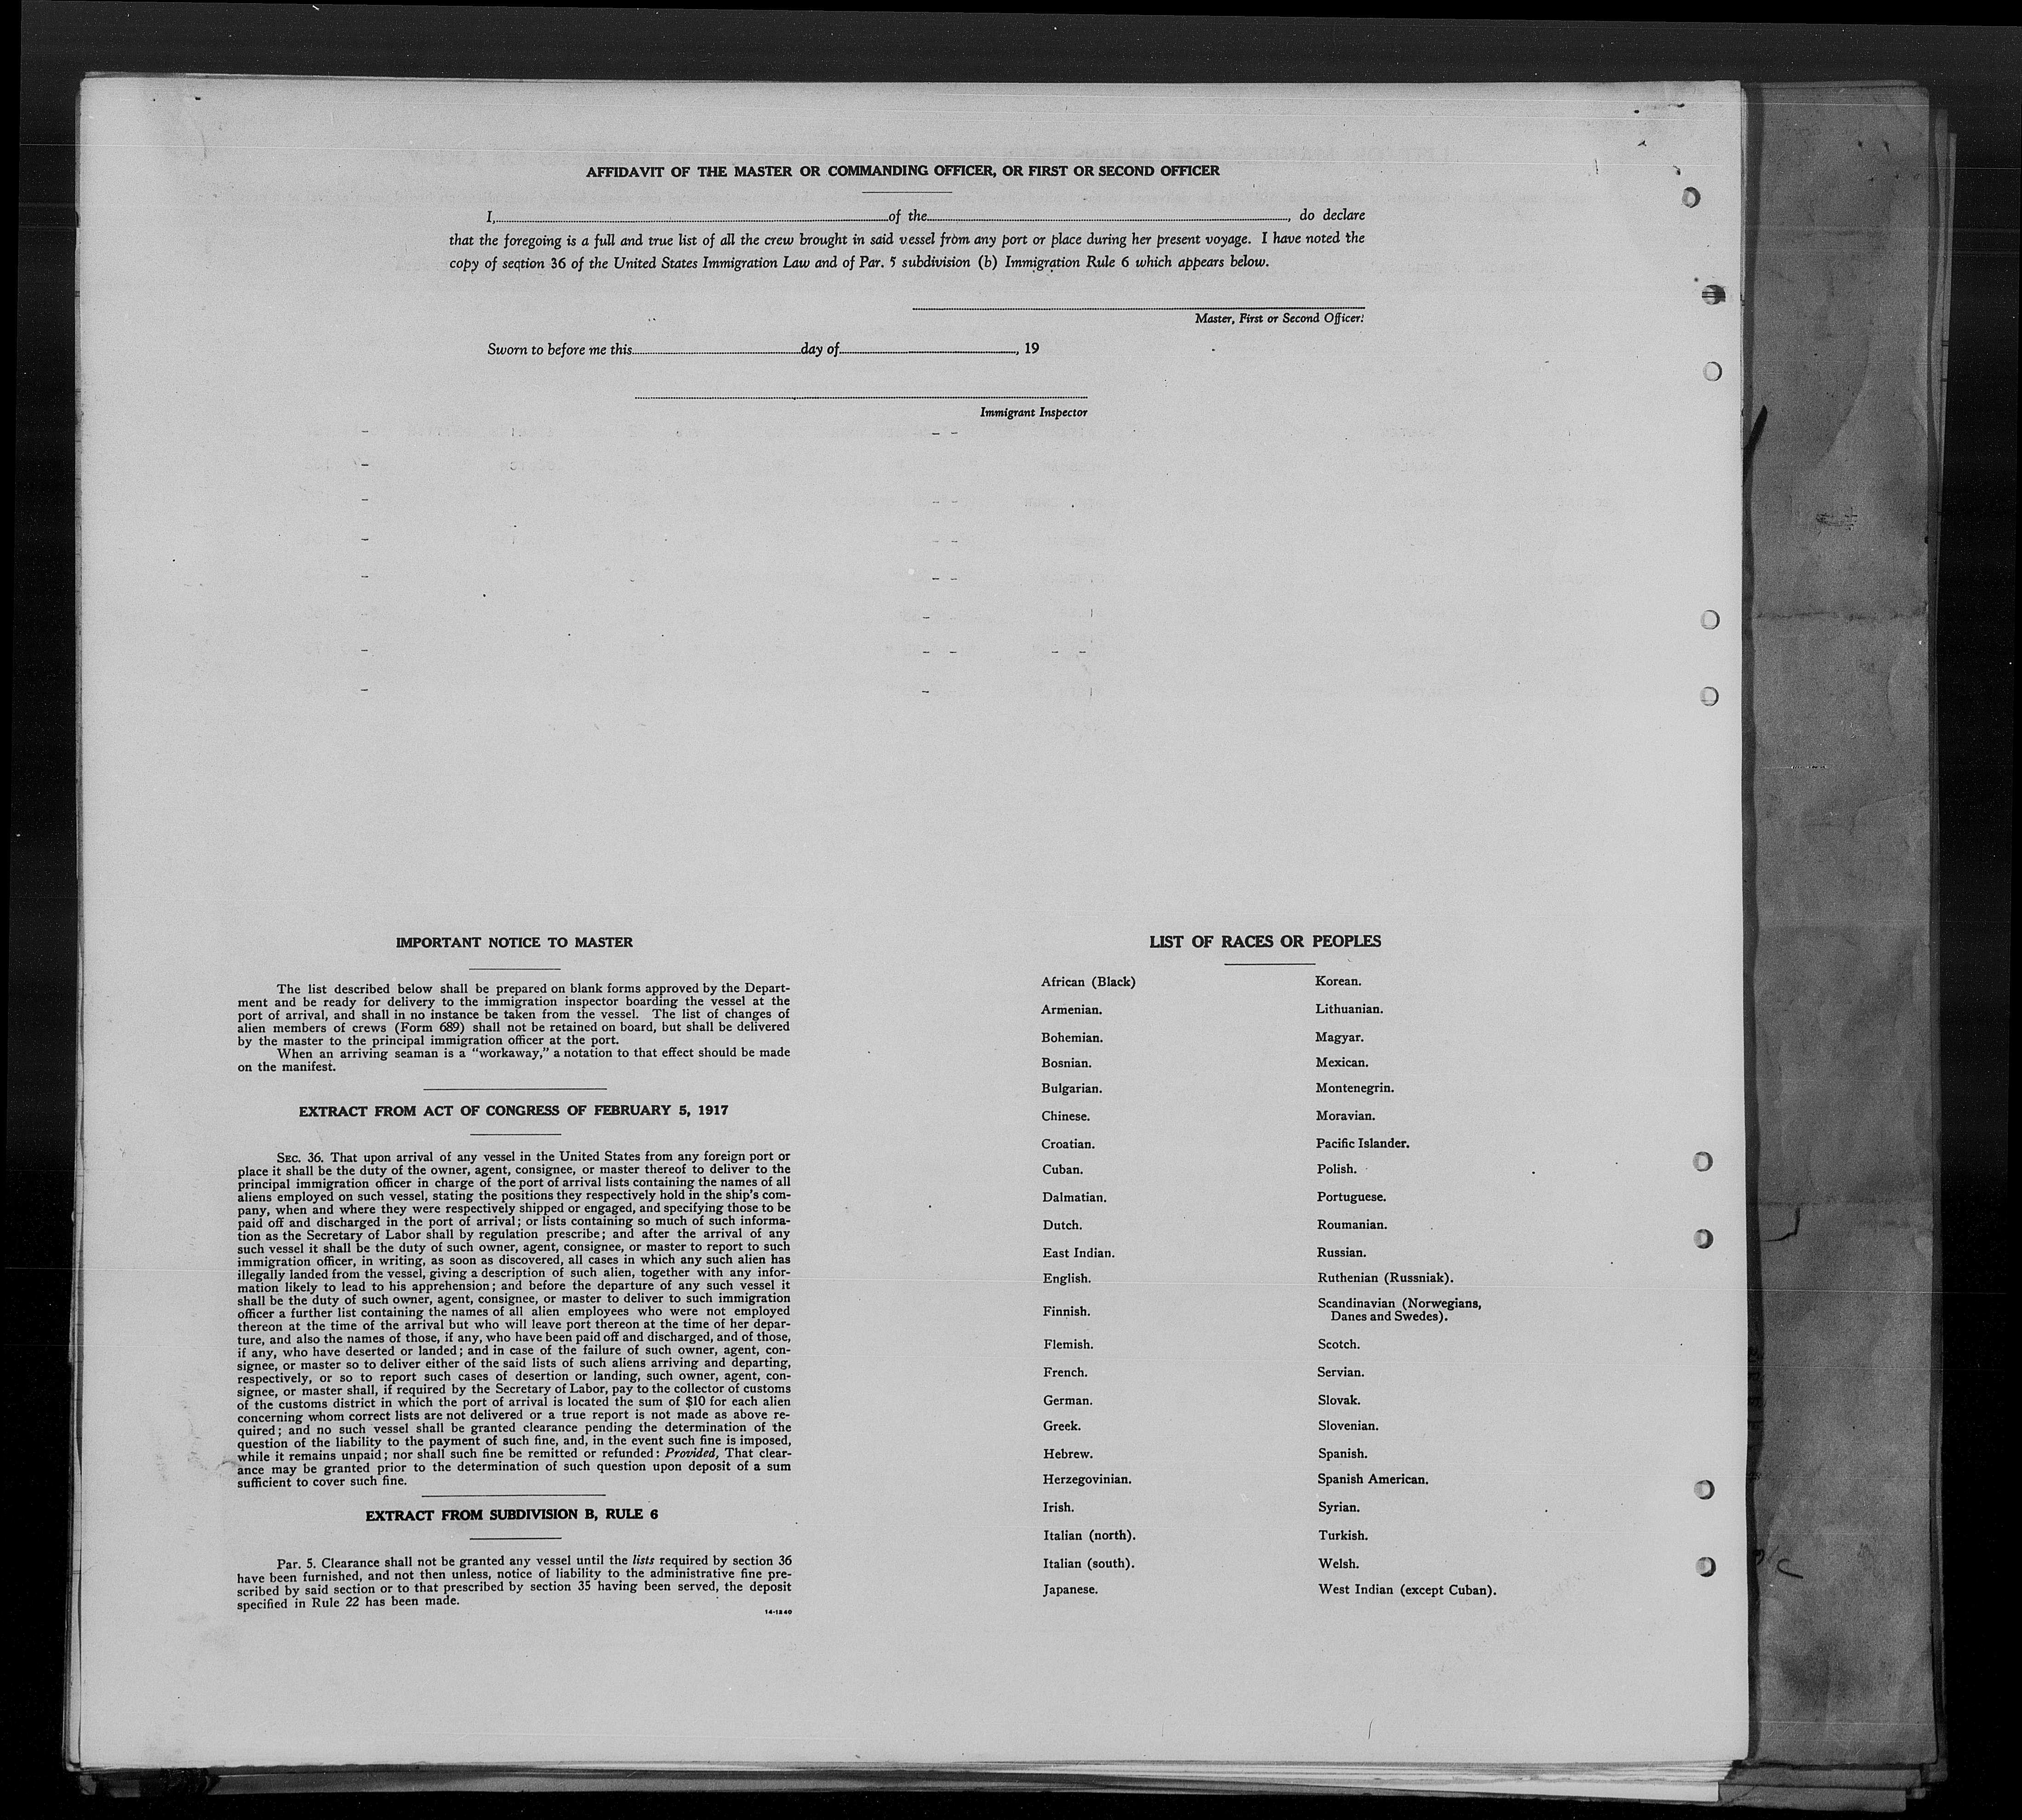 AFFIDAVIT OF THE MASTER OR COMMANDING OFFICER, OR FIRST OR SECOND OFFICER
I, of the , do declare
that the foregoing is a full and true list of all the crew brought in said vessel from any port or place during her present voyage. I have noted the
copy of section 36 of the United States Immigration Law and of Par. 5 subdivision (b) Immigration Rule 6 which appears below.
Master, First or Second Officer.
Sworn to before me this day of , 19
Immigrant Inspector
IMPORTANT NOTICE TO MASTER
The list described below shall be prepared on blank forms approved by the Depart-
ment and be ready for delivery to the immigration inspector boarding the vessel at the
port of arrival, and shall in no instance be taken from the vessel. The list of changes of
alien members of crews (Form 689) shall not be retained on board, but shall be delivered
by the master to the principal immigration officer at the port.
When an arriving seaman is a "workaway," a notation to that effect should be made
on the manifest.
EXTRACT FROM ACT OF CONGRESS OF FEBRUARY 5, 1917
SEC. 36. That upon arrival of any vessel in the United States from any foreign port or
place it shall be the duty of the owner, agent, consignee, or master thereof to deliver to the
principal immigration officer in charge of the port of arrival lists containing the names of all
aliens employed on such vessel, stating the positions they respectively hold in the ship's com-
pany, when and where they were respectively shipped or engaged, and specifying those to be
paid off and discharged in the port of arrival; or lists containing so much of such informa-
tion as the Secretary of Labor shall by regulation prescribe; and after the arrival of any
such vessel it shall be the duty of such owner, agent, consignee, or master to report to such
immigration officer, in writing, as soon as discovered, all cases in which any such alien has
illegally landed from the vessel, giving a description of such alien, together with any infor-
mation likely to lead to his apprehension; and before the departure of any such vessel it
shall be the duty of such owner, agent, consignee, or master to deliver to such immigration
officer a further list containing the names of all alien employees who were not employed
thereon at the time of the arrival but who will leave port thereon at the time of her depar-
ture, and also the names of those, if any, who have been paid off and discharged, and of those,
if any, who have deserted or landed; and in case of the failure of such owner, agent, con-
signee, or master so to deliver either of the said lists of such aliens arriving and departing,
respectively, or so to report such cases of desertion or landing, such owner, agent, con-
signee, or master shall, if required by the Secretary of Labor, pay to the collector of customs
of the customs district in which the port of arrival is located the sum of $10 for each alien
concerning whom correct lists are not delivered or a true report is not made as above re-
quired; and no such vessel shall be granted clearance pending the determination of the
question of the liability to the payment of such fine, and, in the event such fine is imposed,
while it remains unpaid; nor shall such fine be remitted or refunded: Provided, That clear-
ance may be granted prior to the determination of such question upon deposit of a sum
sufficient to cover such fine.
EXTRACT FROM SUBDIVISION B, RULE 6
Par. 5. Clearance shall not be granted any vessel until the lists required by section 36
have been furnished, and not then unless, notice of liability to the administrative fine pre-
scribed by said section or to that prescribed by section 35 having been served, the deposit
specified in Rule 22 has been made.
14-1240
LIST OF RACES OR PEOPLES
African (Black)
Armenian.
Bohemian.
Bosnian.
Bulgarian.
Chinese.
Croatian.
Cuban.
Dalmatian.
Dutch.
East Indian.
English.
Finnish.
Flemish.
French.
German.
Greek.
Hebrew.
Herzegovinian.
Irish.
Italian (north).
Italian (south).
Japanese.
Korean.
Lithuanian.
Magyar.
Mexican.
Montenegrin.
Moravian.
Pacific Islander.
Polish.
Portuguese.
Roumanian.
Russian.
Ruthenian (Russniak).
Scandinavian (Norwegians,
Danes and Swedes).
Scotch.
Servian.
Slovak.
Slovenian.
Spanish.
Spanish American.
Syrian.
Turkish.
Welsh.
West Indian (except Cuban).